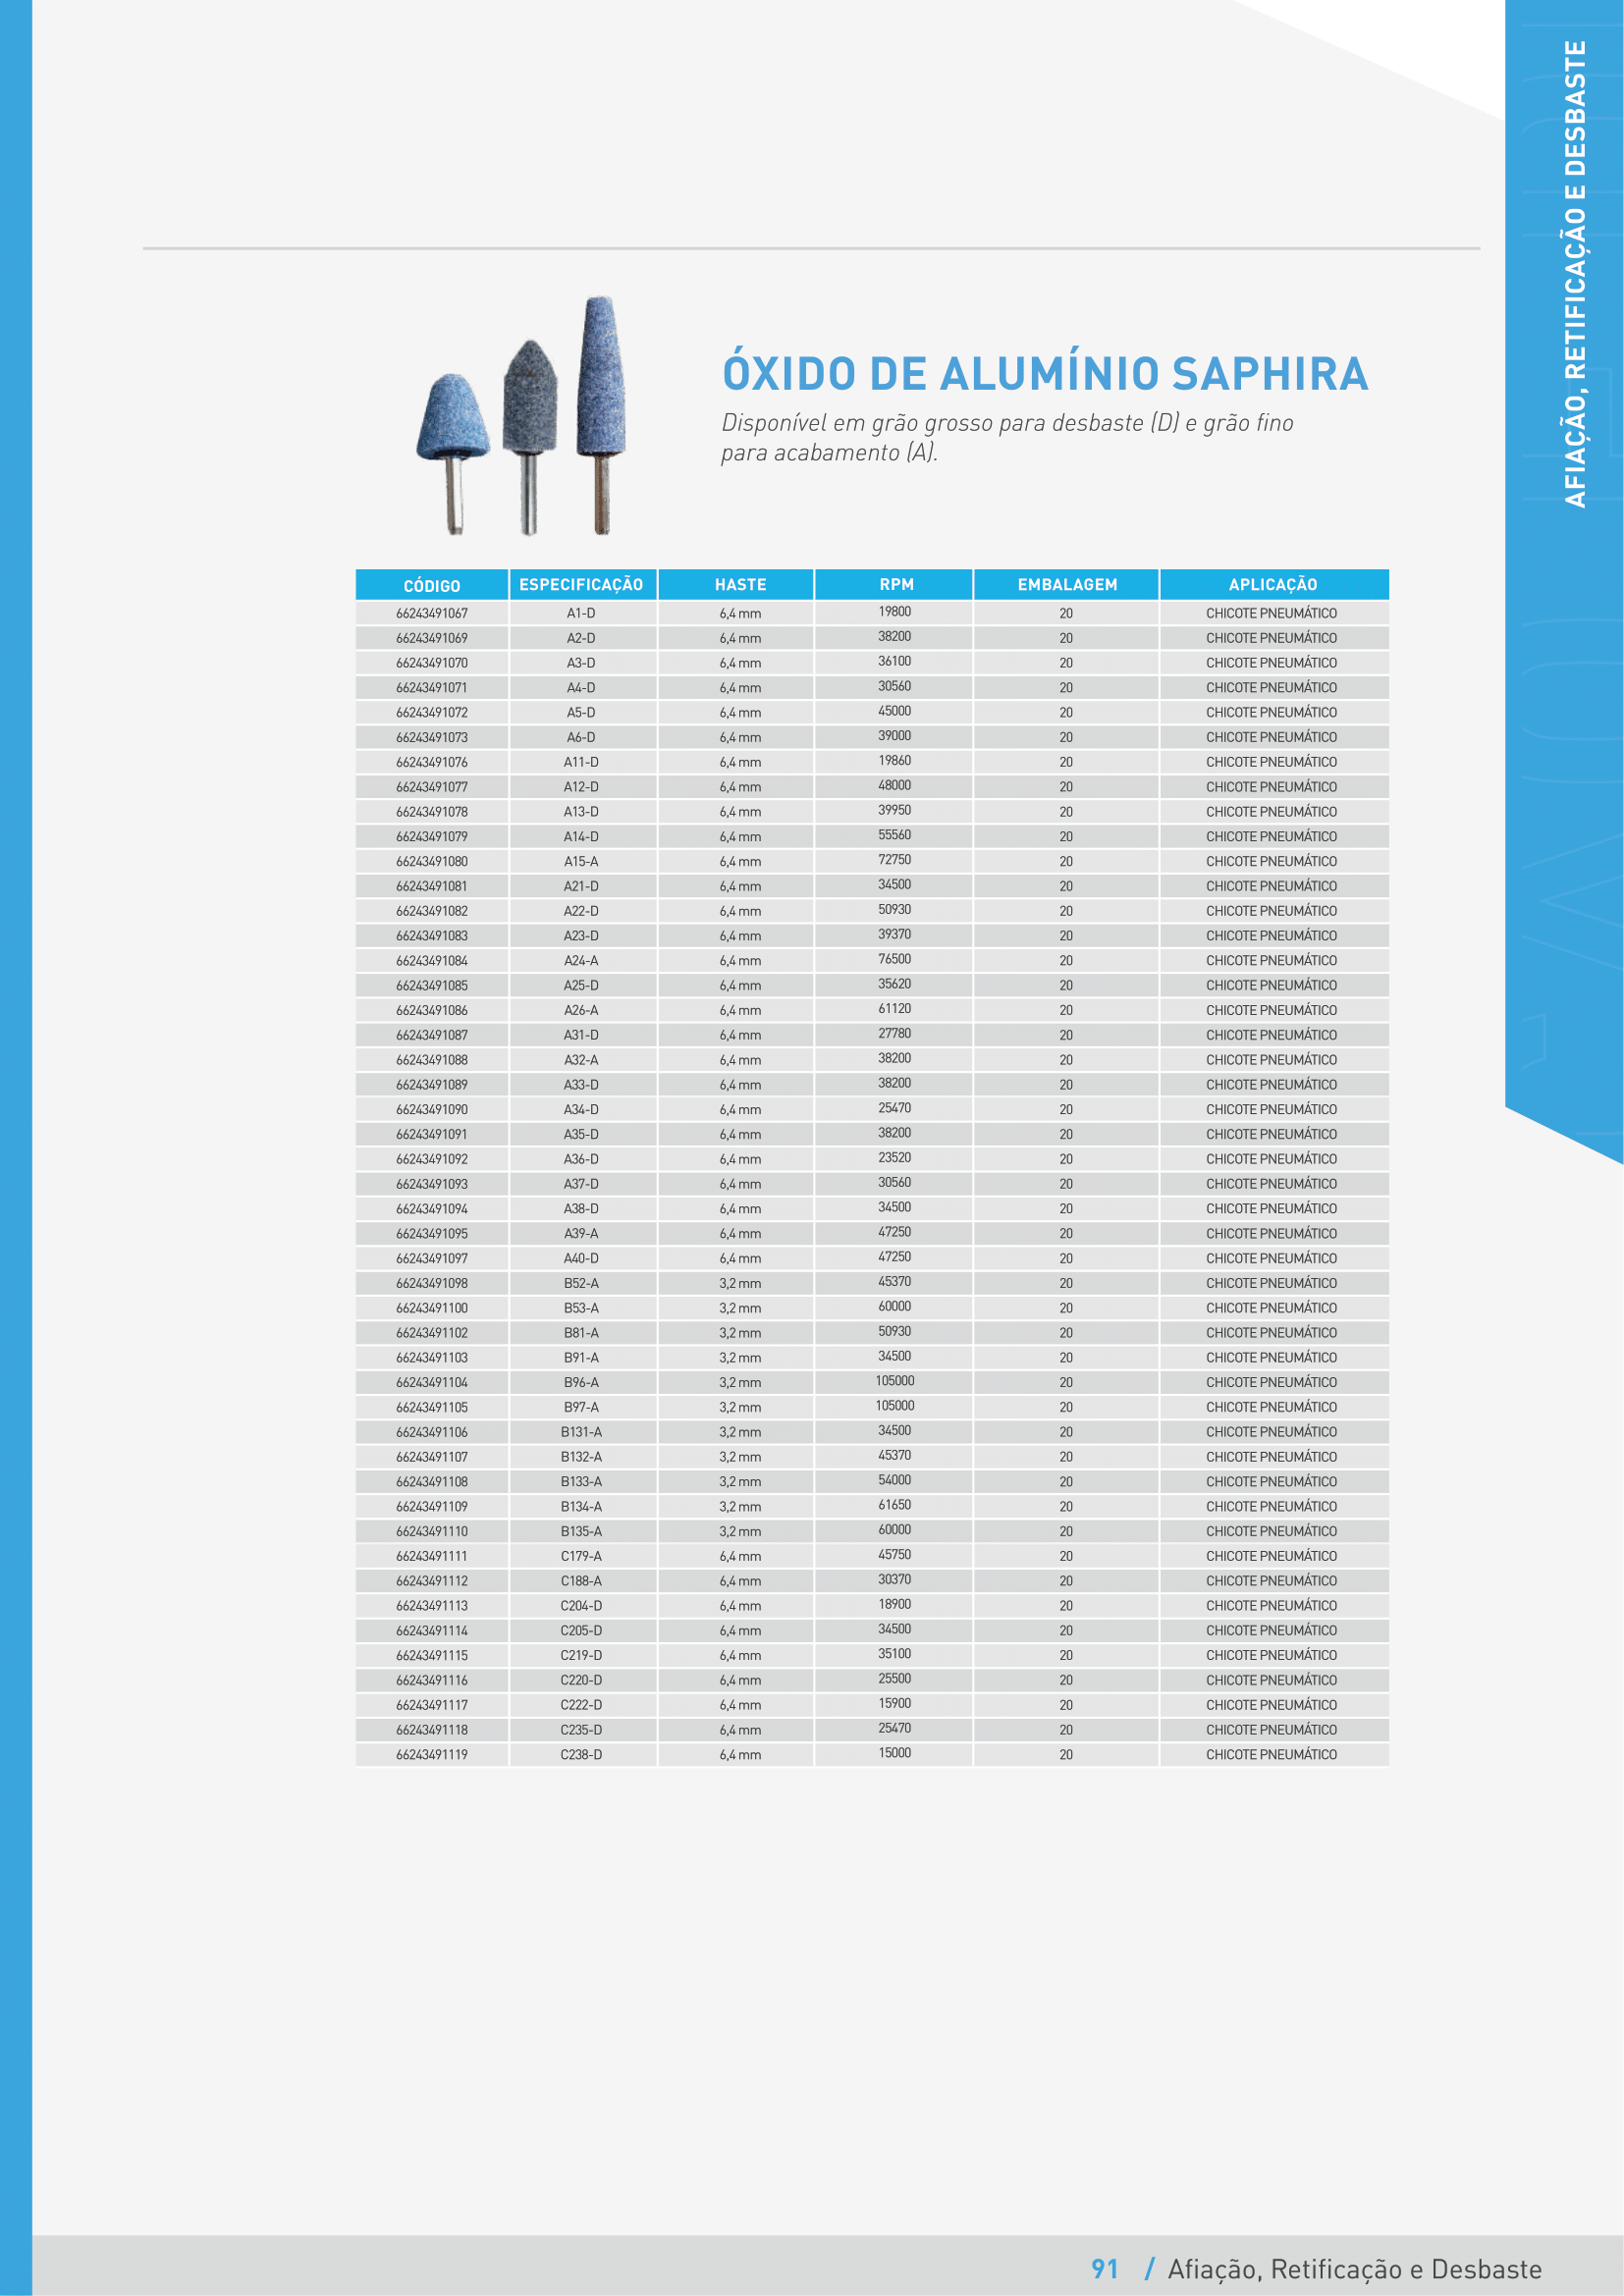 AFIAÇÃO, RETIFICAÇÃO E DESBASTE
ÓXIDO DE ALUMÍNIO SAPHIRA
Disponível em grão grosso para desbaste (D) e grão fino
para acabamento (A).
CÓDIGO ESPECIFICAÇÃO HASTE RPM EMBALAGEM APLICAÇÃO
66243491067 A1-D 6,4 mm 19800 20 CHICOTE PNEUMÁTICO
66243491069 A2-D 6,4 mm 38200 20 CHICOTE PNEUMÁTICO
66243491070 A3-D 6,4 mm 36100 20 CHICOTE PNEUMÁTICO
66243491071 A4-D 6,4 mm 30560 20 CHICOTE PNEUMÁTICO
66243491072 A5-D 6,4 mm 45000 20 CHICOTE PNEUMÁTICO
66243491073 A6-D 6,4 mm 39000 20 CHICOTE PNEUMÁTICO
66243491076 A11-D 6,4 mm 19860 20 CHICOTE PNEUMÁTICO
66243491077 A12-D 6,4 mm 48000 20 CHICOTE PNEUMÁTICO
66243491078 A13-D 6,4 mm 39950 20 CHICOTE PNEUMÁTICO
66243491079 A14-D 6,4 mm 55560 20 CHICOTE PNEUMÁTICO
66243491080 A15-A 6,4 mm 72750 20 CHICOTE PNEUMÁTICO
66243491081 A21-D 6,4 mm 34500 20 CHICOTE PNEUMÁTICO
66243491082 A22-D 6,4 mm 50930 20 CHICOTE PNEUMÁTICO
66243491083 A23-D 6,4 mm 39370 20 CHICOTE PNEUMÁTICO
66243491084 A24-A 6,4 mm 76500 20 CHICOTE PNEUMÁTICO
66243491085 A25-D 6,4 mm 35620 20 CHICOTE PNEUMÁTICO
66243491086 A26-A 6,4 mm 61120 20 CHICOTE PNEUMÁTICO
66243491087 A31-D 6,4 mm 27780 20 CHICOTE PNEUMÁTICO
66243491088 A32-A 6,4 mm 38200 20 CHICOTE PNEUMÁTICO
66243491089 A33-D 6,4 mm 38200 20 CHICOTE PNEUMÁTICO
66243491090 A34-D 6,4 mm 25470 20 CHICOTE PNEUMÁTICO
66243491091 A35-D 6,4 mm 38200 20 CHICOTE PNEUMÁTICO
66243491092 A36-D 6,4 mm 23520 20 CHICOTE PNEUMÁTICO
66243491093 A37-D 6,4 mm 30560 20 CHICOTE PNEUMÁTICO
66243491094 A38-D 6,4 mm 34500 20 CHICOTE PNEUMÁTICO
66243491095 A39-A 6,4 mm 47250 20 CHICOTE PNEUMÁTICO
66243491097 A40-D 6,4 mm 47250 20 CHICOTE PNEUMÁTICO
66243491098 B52-A 3,2 mm 45370 20 CHICOTE PNEUMÁTICO
66243491100 B53-A 3,2 mm 60000 20 CHICOTE PNEUMÁTICO
66243491102 B81-A 3,2 mm 50930 20 CHICOTE PNEUMÁTICO
66243491103 B91-A 3,2 mm 34500 20 CHICOTE PNEUMÁTICO
66243491104 B96-A 3,2 mm 105000 20 CHICOTE PNEUMÁTICO
66243491105 B97-A 3,2 mm 105000 20 CHICOTE PNEUMÁTICO
66243491106 B131-A 3,2 mm 34500 20 CHICOTE PNEUMÁTICO
66243491107 B132-A 3,2 mm 45370 20 CHICOTE PNEUMÁTICO
66243491108 B133-A 3,2 mm 54000 20 CHICOTE PNEUMÁTICO
66243491109 B134-A 3,2 mm 61650 20 CHICOTE PNEUMÁTICO
66243491110 B135-A 3,2 mm 60000 20 CHICOTE PNEUMÁTICO
66243491111 C179-A 6,4 mm 45750 20 CHICOTE PNEUMÁTICO
66243491112 C188-A 6,4 mm 30370 20 CHICOTE PNEUMÁTICO
66243491113 C204-D 6,4 mm 18900 20 CHICOTE PNEUMÁTICO
66243491114 C205-D 6,4 mm 34500 20 CHICOTE PNEUMÁTICO
66243491115 C219-D 6,4 mm 35100 20 CHICOTE PNEUMÁTICO
66243491116 C220-D 6,4 mm 25500 20 CHICOTE PNEUMÁTICO
66243491117 C222-D 6,4 mm 15900 20 CHICOTE PNEUMÁTICO
66243491118 C235-D 6,4 mm 25470 20 CHICOTE PNEUMÁTICO
66243491119 C238-D 6,4 mm 15000 20 CHICOTE PNEUMÁTICO
91 / Afiação, Retificação e Desbaste